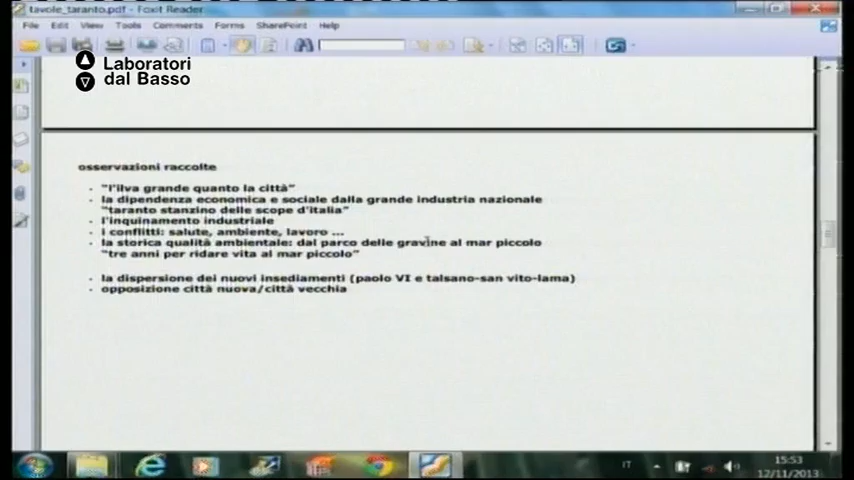 tavole_taranto.pdf - Foxit Reader
File Edit View Tools Comments Forms SharePoint Help
Laboratori
dal Basso
osservazioni raccolte
- "l'ilva grande quanto la città"
- la dipendenza economica e sociale dalla grande industria nazionale
"taranto stanzino delle scope d'italia"
- l'inquinamento industriale
- i conflitti: salute, ambiente, lavoro ...
- la storica qualità ambientale: dal parco delle gravine al mar piccolo
"tre anni per ridare vita al mar piccolo"
- la dispersione dei nuovi insediamenti (paolo VI e talsano-san vito-lama)
- opposizione città nuova/città vecchia
IT
15:53
12/11/2013